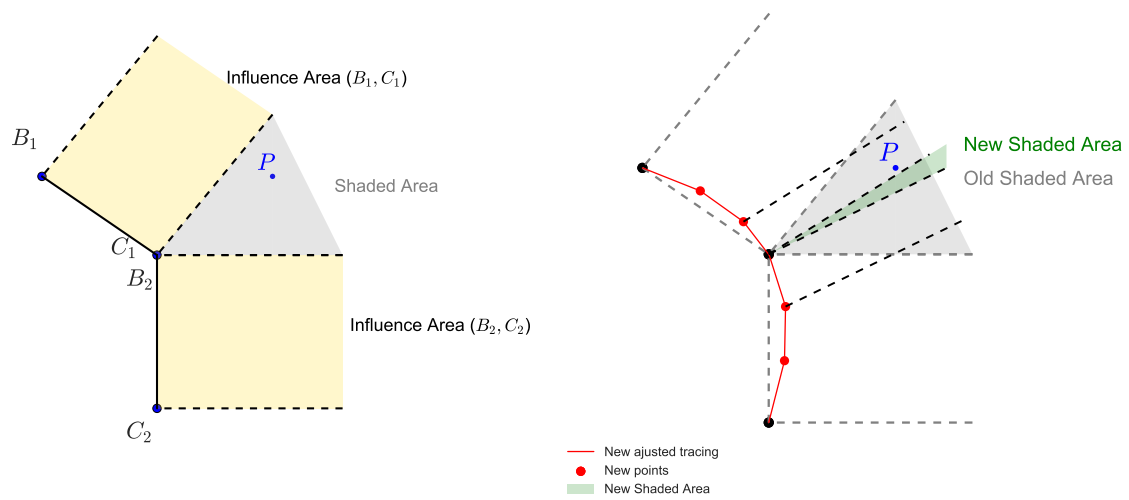 B₁
Influence Area (B₁, C₁)
P
Shaded Area
C₁
B₂
Influence Area (B₂, C₂)
C₂
P
New Shaded Area
Old Shaded Area
New ajusted tracing
New points
New Shaded Area